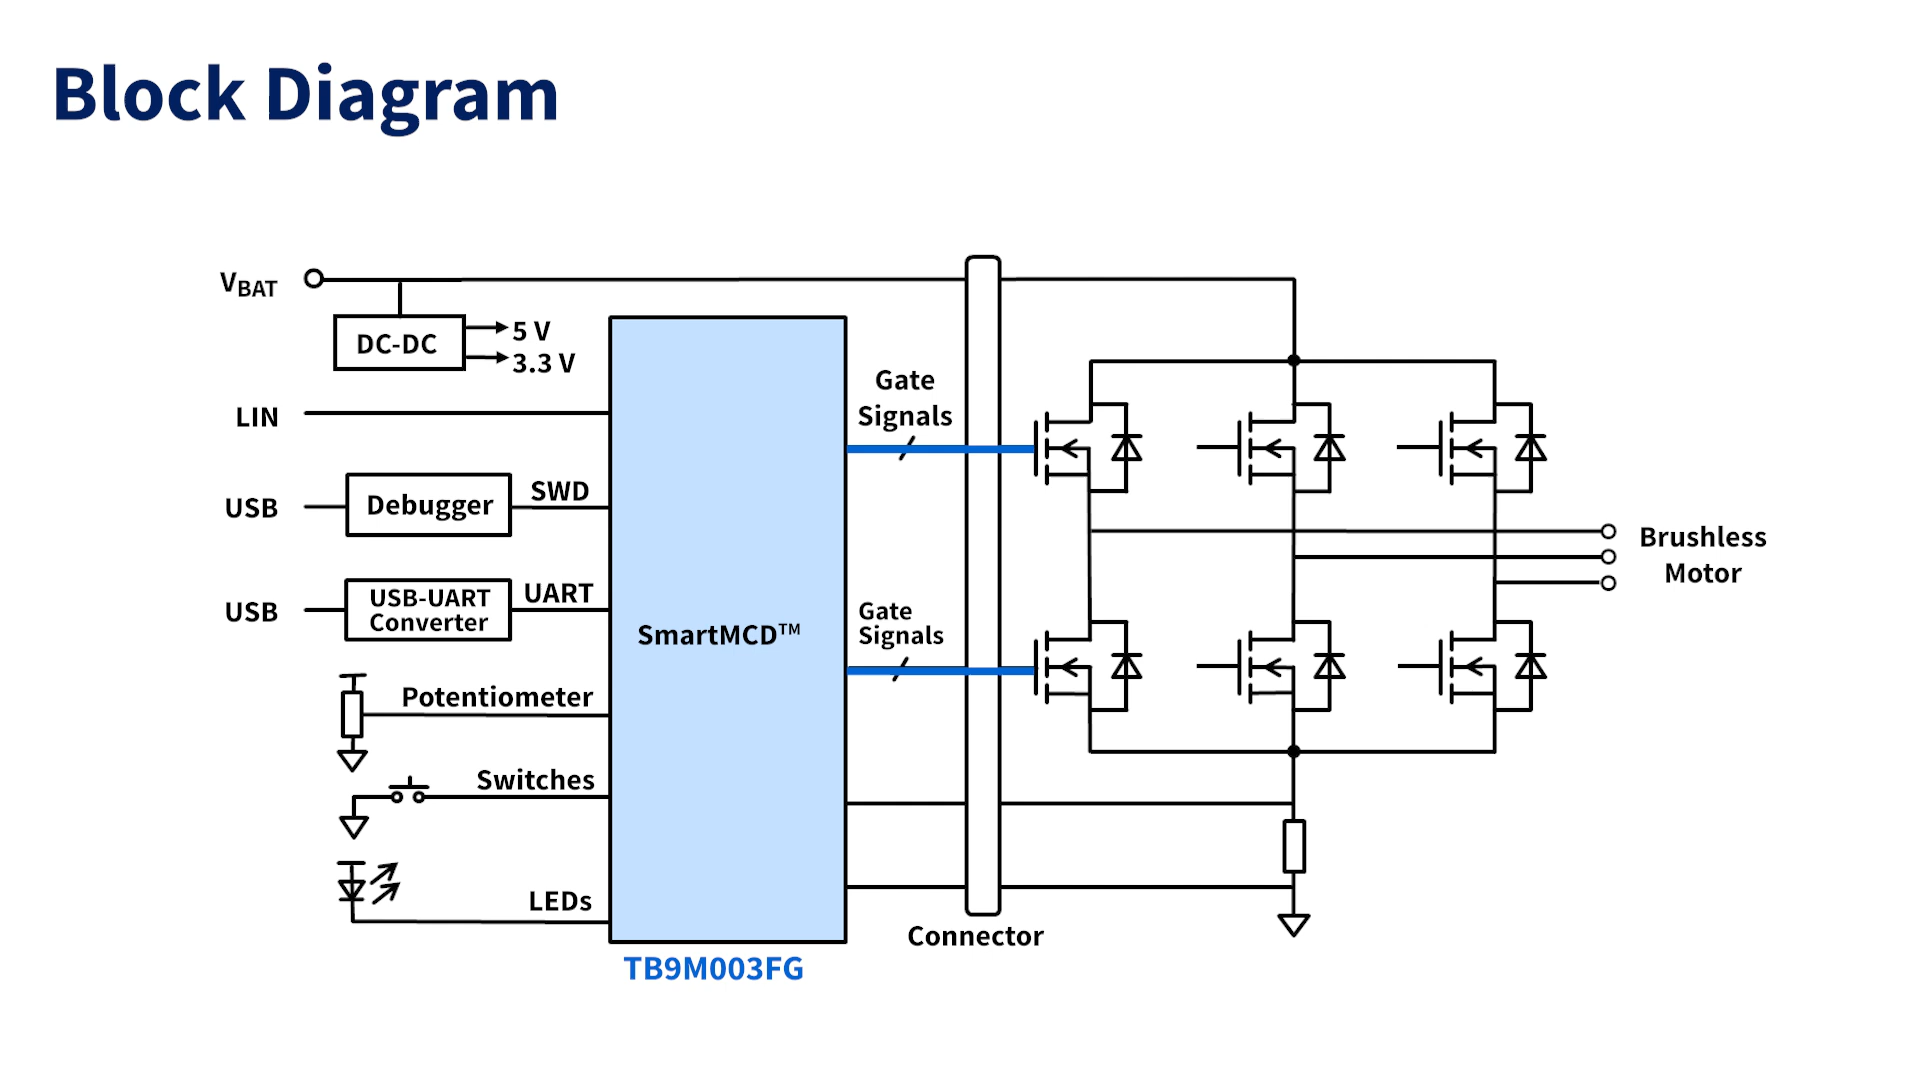 Block Diagram
VBAT
DC-DC
5 V
3.3 V
LIN
USB
Debugger
SWD
USB
USB-UART
Converter
UART
Potentiometer
Switches
LEDs
SmartMCD™
TB9M003FG
Gate
Signals
Gate
Signals
Connector
Brushless
Motor